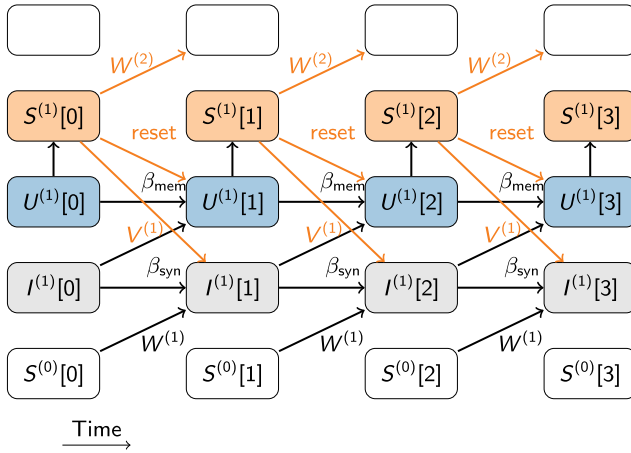 W^(2) W^(2) W^(2)
S^(1)[0] S^(1)[1] S^(1)[2] S^(1)[3]
reset reset reset
β_mem β_mem β_mem
U^(1)[0] U^(1)[1] U^(1)[2] U^(1)[3]
V^(1) V^(1) V^(1)
β_syn β_syn β_syn
I^(1)[0] I^(1)[1] I^(1)[2] I^(1)[3]
W^(1) W^(1) W^(1)
S^(0)[0] S^(0)[1] S^(0)[2] S^(0)[3]
Time